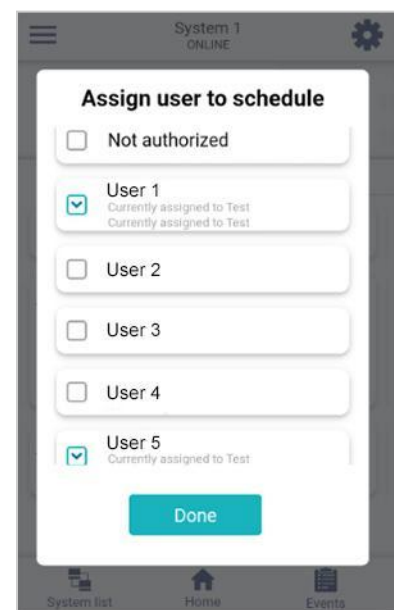 System 1
ONLINE
Assign user to schedule
Not authorized
User 1
Currently assigned to Test
Currently assigned to Test
User 2
User 3
User 4
User 5
Currently assigned to Test
Done
System list
Home
Events